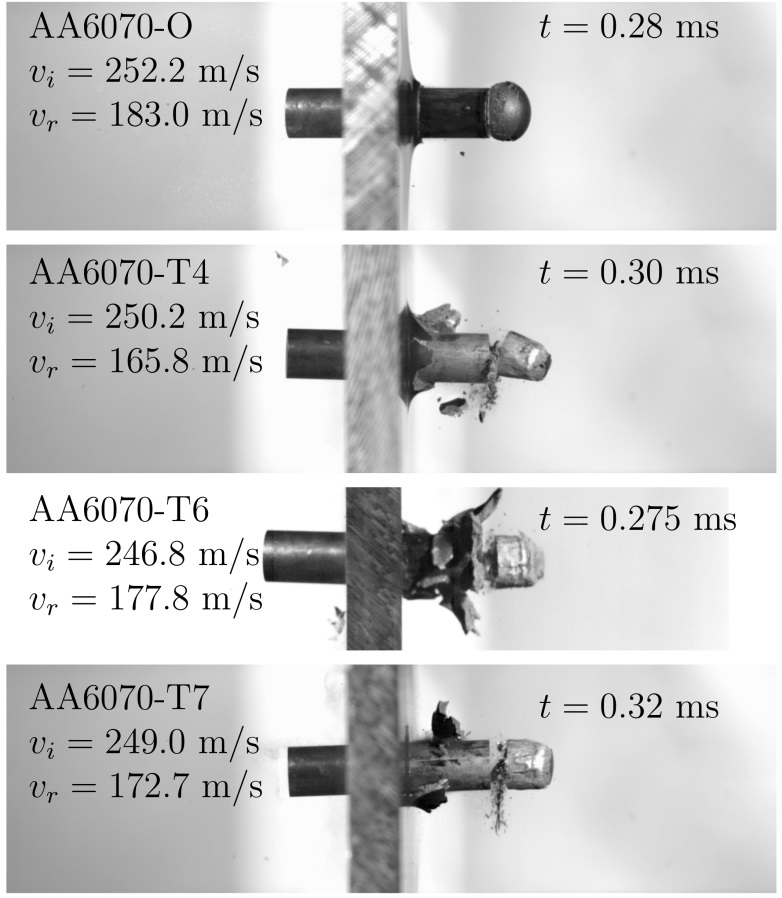 AA6070-O
t = 0.28 ms
v_i = 252.2 m/s
v_r = 183.0 m/s
AA6070-T4
t = 0.30 ms
v_i = 250.2 m/s
v_r = 165.8 m/s
AA6070-T6
t = 0.275 ms
v_i = 246.8 m/s
v_r = 177.8 m/s
AA6070-T7
t = 0.32 ms
v_i = 249.0 m/s
v_r = 172.7 m/s